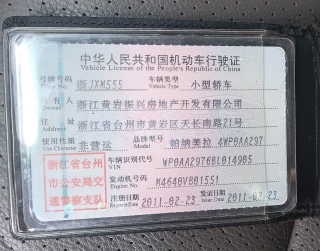 中华人民共和国机动车行驶证
Vehicle License of the People's Republic of China
号牌号码 浙JXM555 车辆类型 小型轿车
Plate No. Vehicle Type
所有人 浙江黄岩振兴房地产开发有限公司
住址 浙江省台州市黄岩区天长南路21号
使用性质 非营运 品牌型号 帕纳美拉 4WP0AA297
Use Character Model
浙江省台州市公安局交通警察支队
车辆识别代号 WP0AA2976BL014905
VIN
发动机号码 M4640VB01551
Engine No.
注册日期 2011-02-23 发证日期 2011-02-23
Register Date Issue Date